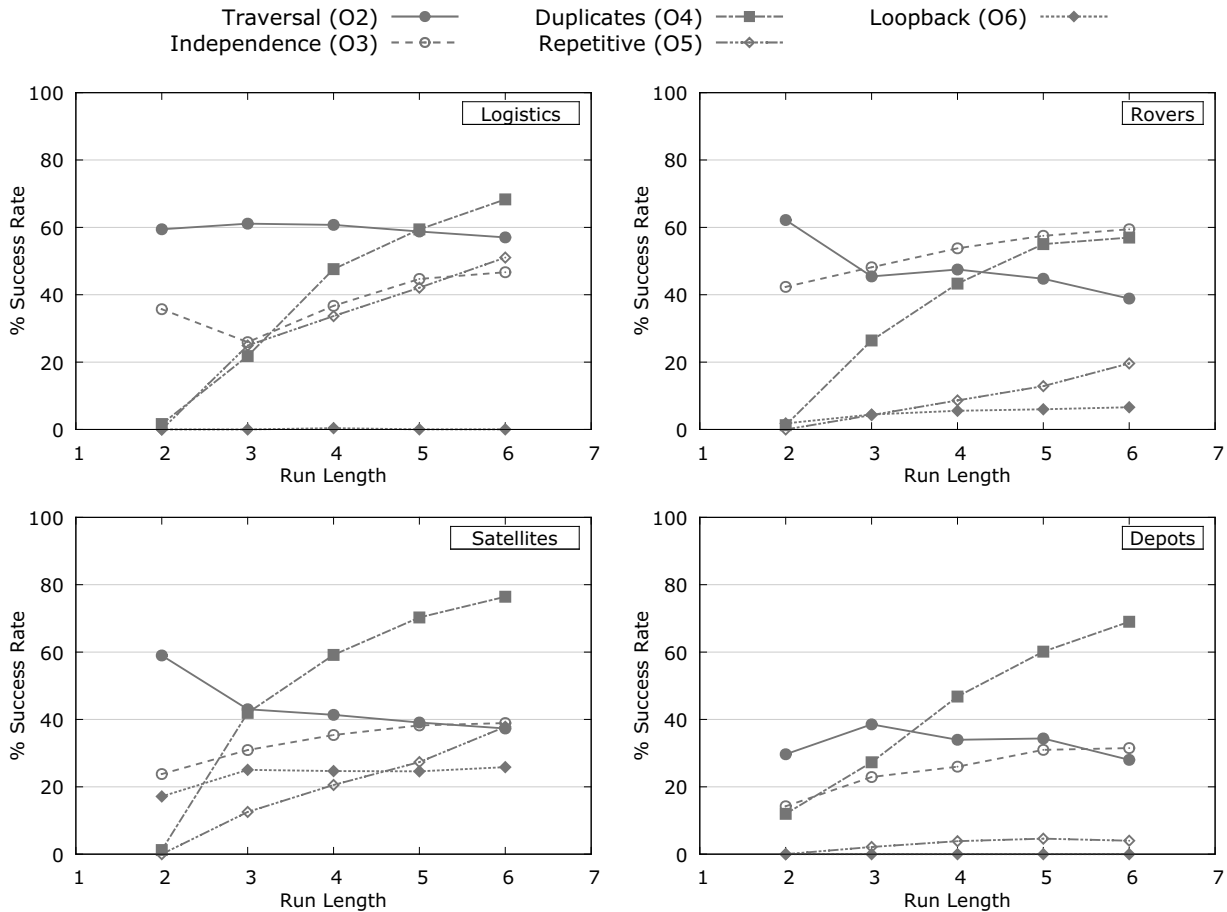 Traversal (O2) Duplicates (O4) Loopback (O6)
Independence (O3) Repetitive (O5)
Logistics
% Success Rate
100
80
60
40
20
0
1 2 3 4 5 6 7
Run Length
Rovers
% Success Rate
100
80
60
40
20
0
1 2 3 4 5 6 7
Run Length
Satellites
% Success Rate
100
80
60
40
20
0
1 2 3 4 5 6 7
Run Length
Depots
% Success Rate
100
80
60
40
20
0
1 2 3 4 5 6 7
Run Length